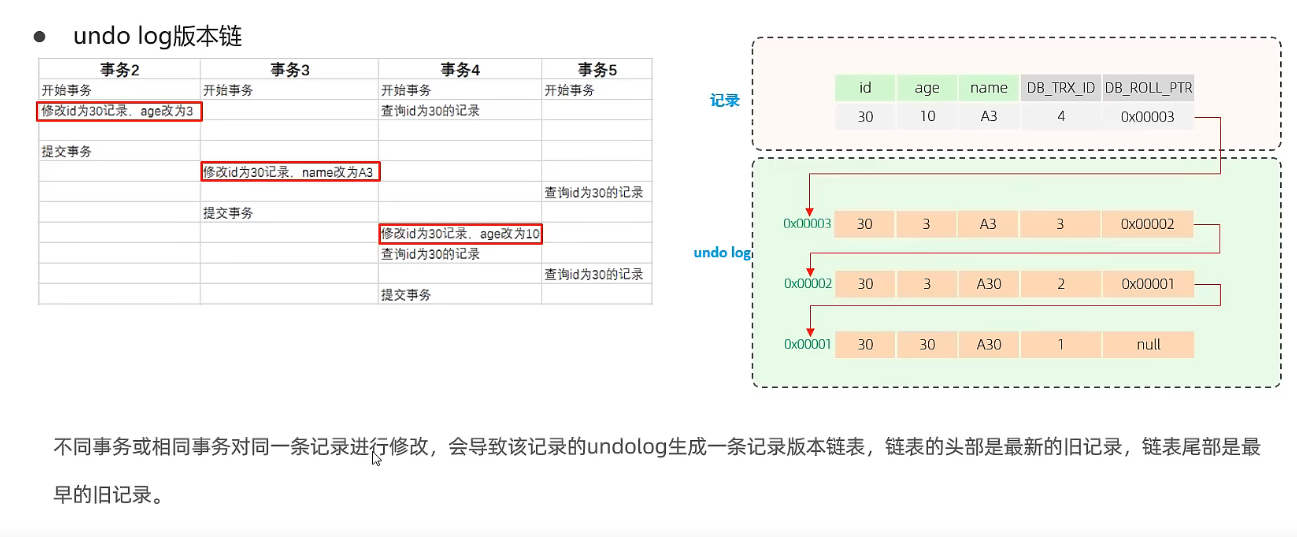 undo log版本链
事务2 事务3 事务4 事务5
开始事务 开始事务 开始事务 开始事务
修改id为30记录、age改为3 查询id为30的记录
提交事务
修改id为30记录、name改为A3
查询id为30的记录
提交事务
修改id为30记录、age改为10
查询id为30的记录
查询id为30的记录
提交事务
记录
id age name DB_TRX_ID DB_ROLL_PTR
30 10 A3 4 0x00003
undo log
0x00003 30 3 A3 3 0x00002
0x00002 30 3 A30 2 0x00001
0x00001 30 30 A30 1 null
不同事务或相同事务对同一条记录进行修改，会导致该记录的undolog生成一条记录版本链表，链表的头部是最新的旧记录，链表尾部是最
早的旧记录。